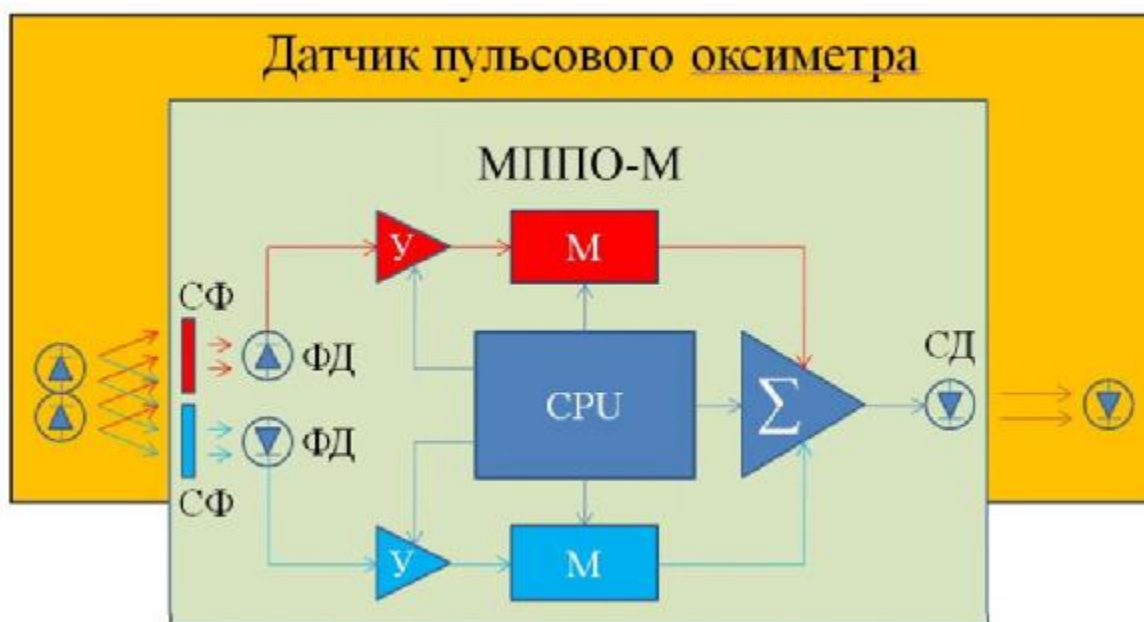 Датчик пульсового оксиметра
МППО-М
У
М
СФ
ФД
СД
CPU
Σ
ФД
СФ
У
М